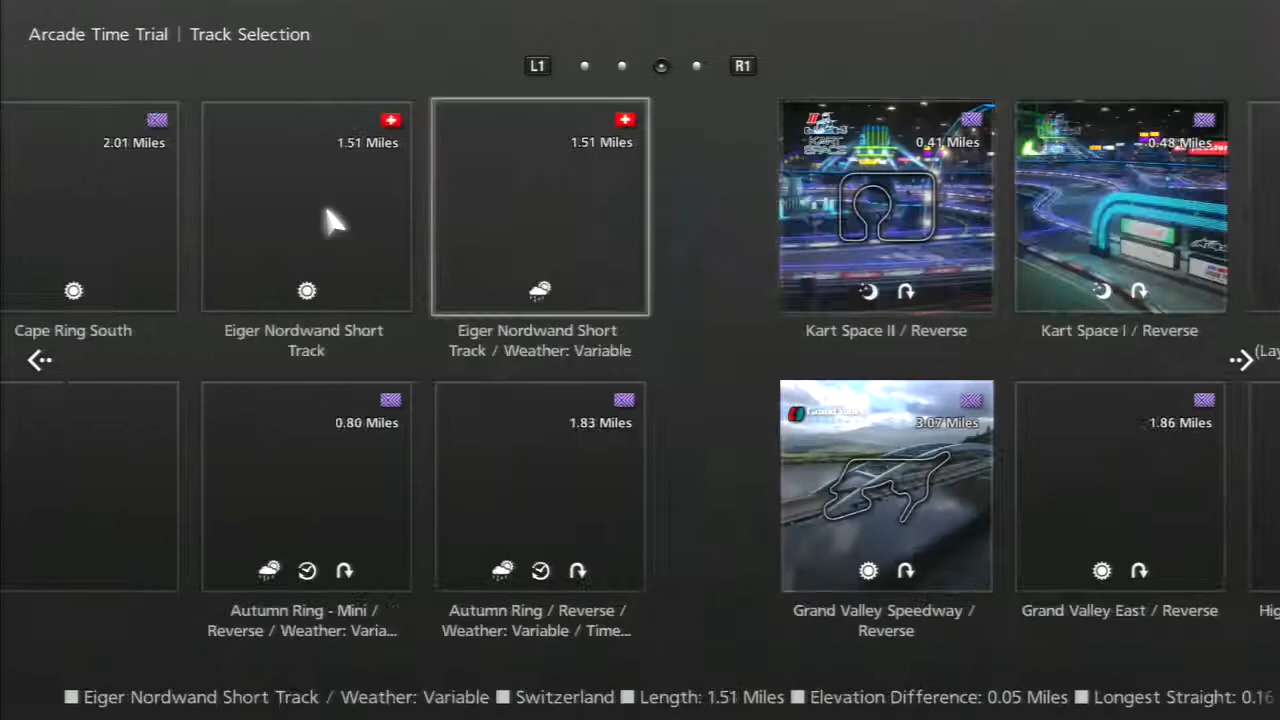 Arcade Time Trial | Track Selection
L1
R1
2.01 Miles
1.51 Miles
1.51 Miles
0.41 Miles
0.48 Miles
Cape Ring South
Eiger Nordwand Short
Track
Eiger Nordwand Short
Track / Weather: Variable
Kart Space II / Reverse
Kart Space I / Reverse
(Lay
0.80 Miles
1.83 Miles
Grand Valley
3.07 Miles
1.86 Miles
Autumn Ring - Mini /
Reverse / Weather: Varia...
Autumn Ring / Reverse /
Weather: Variable / Time...
Grand Valley Speedway /
Reverse
Grand Valley East / Reverse
Hig
Eiger Nordwand Short Track / Weather: Variable Switzerland Length: 1.51 Miles Elevation Difference: 0.05 Miles Longest Straight: 0.16